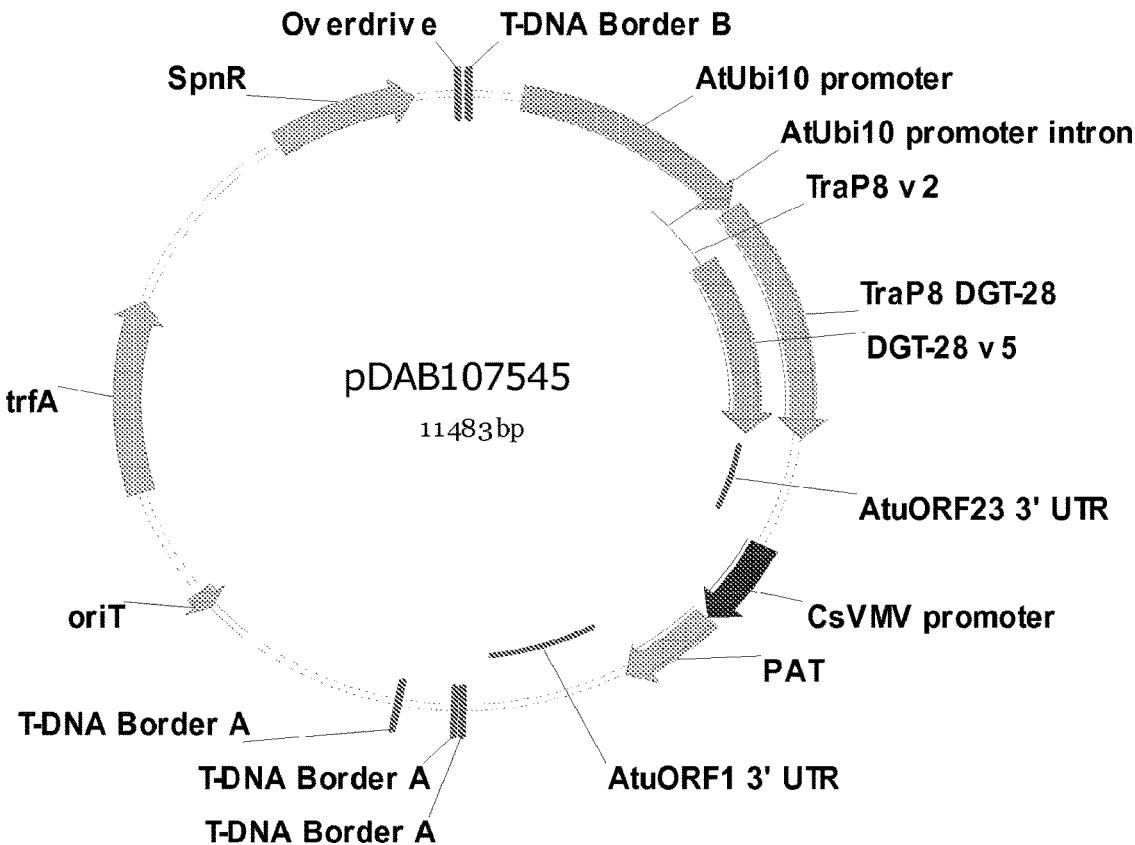 Overdrive
T-DNA Border B
SpnR
AtUbi10 promoter
AtUbi10 promoter intron
TraP8 v2
TraP8 DGT-28
DGT-28 v5
pDAB107545
11483bp
trfA
AtuORF23 3' UTR
oriT
CsVMV promoter
PAT
T-DNA Border A
T-DNA Border A
AtuORF1 3' UTR
T-DNA Border A